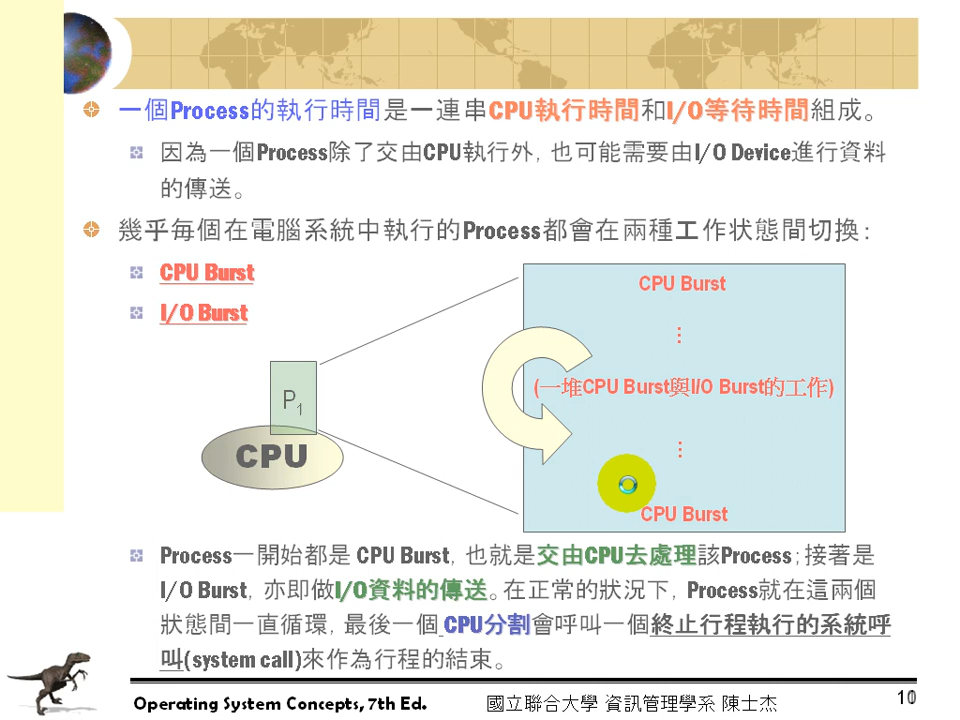 一個Process的執行時間是一連串CPU執行時間和I/O等待時間組成。
因為一個Process除了交由CPU執行外, 也可能需要由I/O Device進行資料
的傳送。
幾乎每個在電腦系統中執行的Process都會在兩種工作狀態間切換:
CPU Burst
I/O Burst
P1
CPU
CPU Burst
⋮
(一堆CPU Burst與I/O Burst的工作)
⋮
CPU Burst
Process一開始都是 CPU Burst, 也就是交由CPU去處理該Process; 接著是
I/O Burst, 亦即做I/O資料的傳送。在正常的狀況下, Process就在這兩個
狀態間一直循環, 最後一個 CPU分割會呼叫一個終止行程執行的系統呼
叫(system call)來作為行程的結束。
Operating System Concepts, 7th Ed.
國立聯合大學 資訊管理學系 陳士杰
10